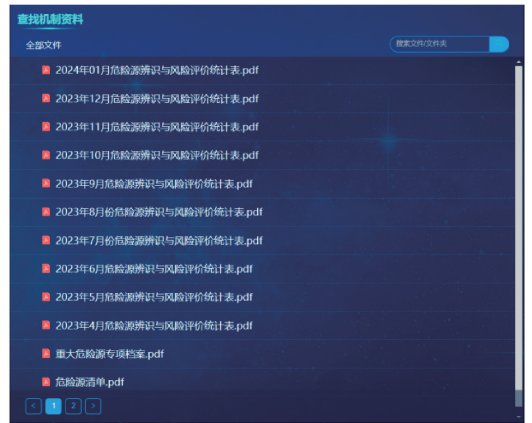 查找机制资料
全部文件
搜索文件/文件夹
2024年01月危险源辨识与风险评价统计表.pdf
2023年12月危险源辨识与风险评价统计表.pdf
2023年11月危险源辨识与风险评价统计表.pdf
2023年10月危险源辨识与风险评价统计表.pdf
2023年9月危险源辨识与风险评价统计表.pdf
2023年8月份危险源辨识与风险评价统计表.pdf
2023年7月份危险源辨识与风险评价统计表.pdf
2023年6月危险源辨识与风险评价统计表.pdf
2023年5月危险源辨识与风险评价统计表.pdf
2023年4月危险源辨识与风险评价统计表.pdf
重大危险源专项档案.pdf
危险源清单.pdf
< 1 2 >